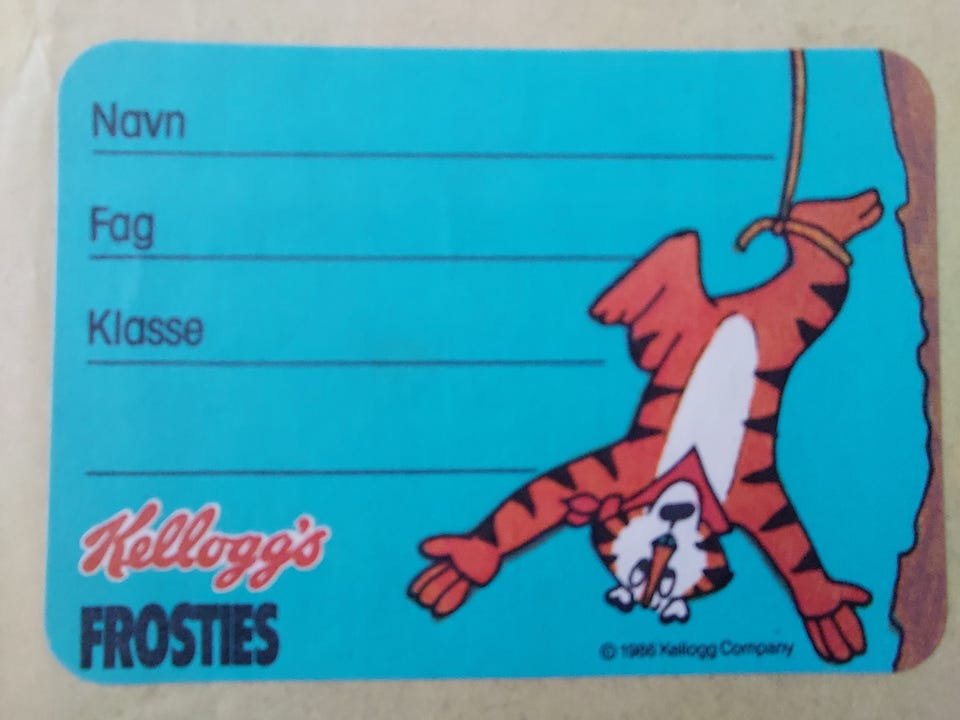 Navn
Fag
Klasse
Kellogg's
FROSTIES
© 1986 Kellogg Company